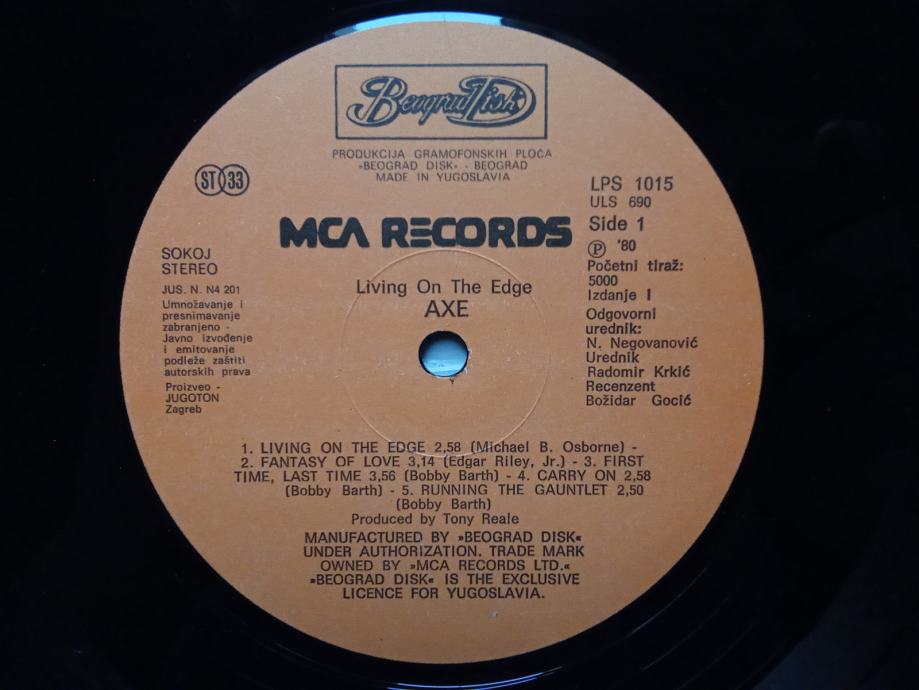 Beograd Disk
PRODUKCIJA GRAMOFONSKIH PLOČA
»BEOGRAD DISK« - BEOGRAD
MADE IN YUGOSLAVIA
ST 33
LPS 1015
ULS 690
Side 1
Ⓟ '80
Početni tiraž:
5000
Izdanje I
Odgovorni
urednik:
N. Negovanović
Urednik
Radomir Krkić
Recenzent
Božidar Gocić
MCA RECORDS
SOKOJ
STEREO
JUS. N. N4 201
Umnožavanje i
presnimavanje
zabranjeno -
Javno izvođenje
i emitovanje
podleže zaštiti
autorskih prava
Proizveo -
JUGOTON
Zagreb
Living On The Edge
AXE
1. LIVING ON THE EDGE 2,58 (Michael B. Osborne) -
2. FANTASY OF LOVE 3,14 (Edgar Riley, Jr.) - 3. FIRST
TIME, LAST TIME 3,56 (Bobby Barth) - 4. CARRY ON 2,58
(Bobby Barth) - 5. RUNNING THE GAUNTLET 2,50
(Bobby Barth)
Produced by Tony Reale
MANUFACTURED BY »BEOGRAD DISK«
UNDER AUTHORIZATION. TRADE MARK
OWNED BY »MCA RECORDS LTD.«
»BEOGRAD DISK« IS THE EXCLUSIVE
LICENCE FOR YUGOSLAVIA.